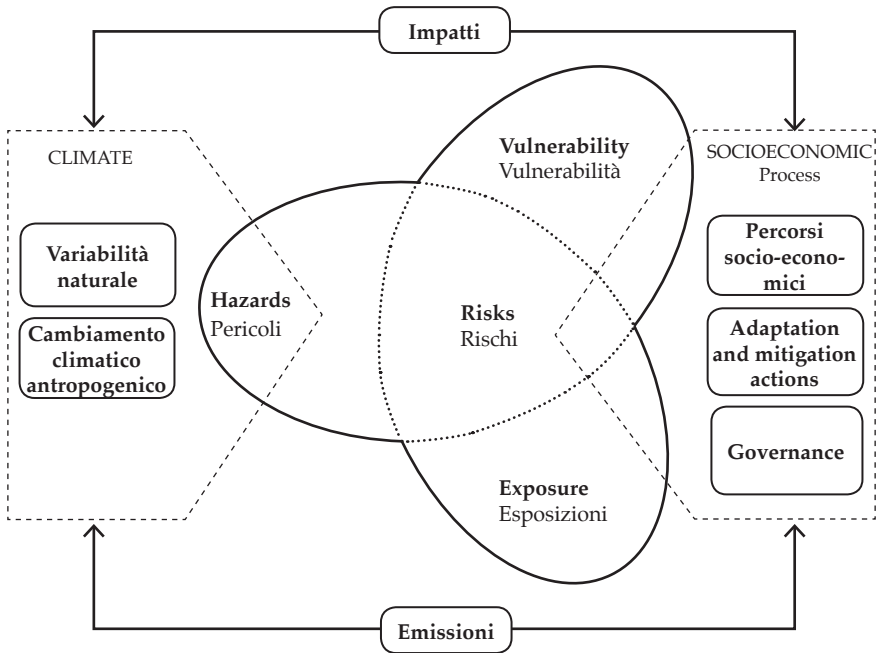 Impatti
CLIMATE
Variabilità
naturale
Cambiamento
climatico
antropogenico
Hazards
Pericoli
Vulnerability
Vulnerabilità
Risks
Rischi
Exposure
Esposizioni
SOCIOECONOMIC
Process
Percorsi
socio-econo-
mici
Adaptation
and mitigation
actions
Governance
Emissioni